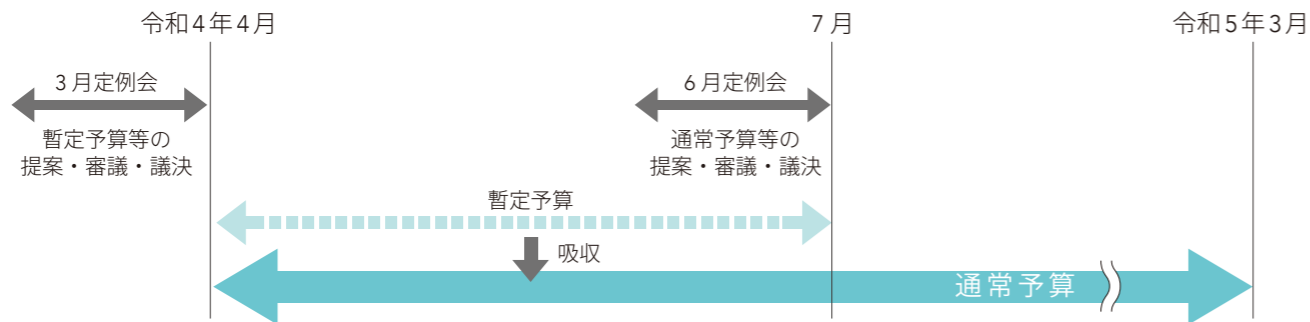 令和4年4月
7月
令和5年3月
3月定例会
6月定例会
暫定予算等の
提案・審議・議決
通常予算等の
提案・審議・議決
暫定予算
吸収
通常予算